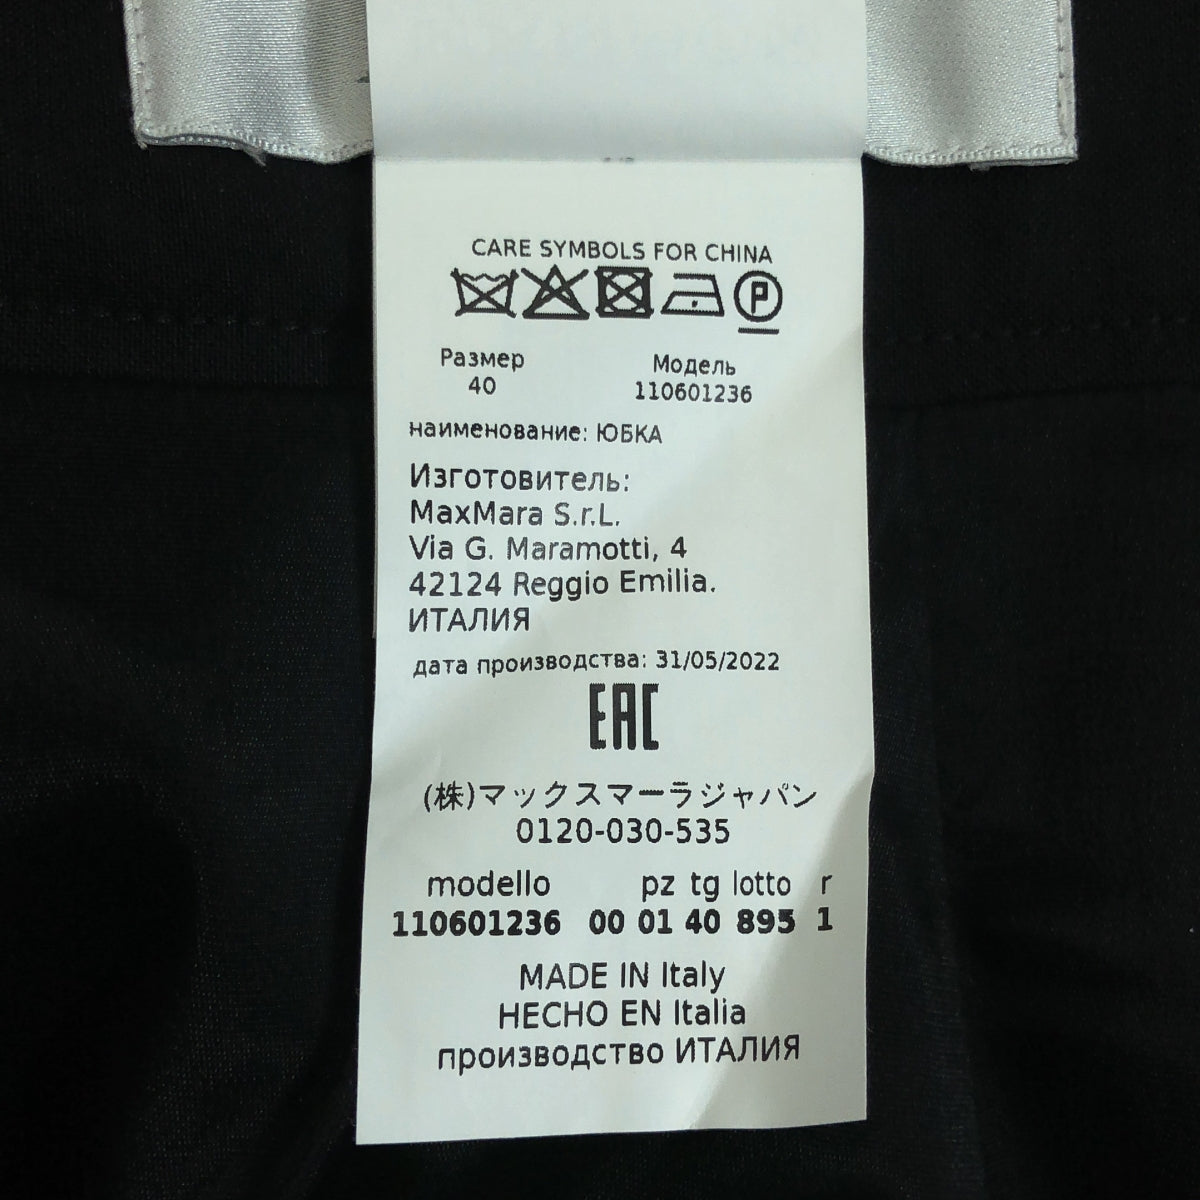 CARE SYMBOLS FOR CHINA
P
Размер Модель
40 110601236
наименование: ЮБКА
Изготовитель:
MaxMara S.r.L.
Via G. Maramotti, 4
42124 Reggio Emilia.
ИТАЛИЯ
дата производства: 31/05/2022
EAC
(株)マックスマーラジャパン
0120-030-535
modello pz tg lotto r
110601236 00 01 40 895 1
MADE IN Italy
HECHO EN Italia
производство ИТАЛИЯ